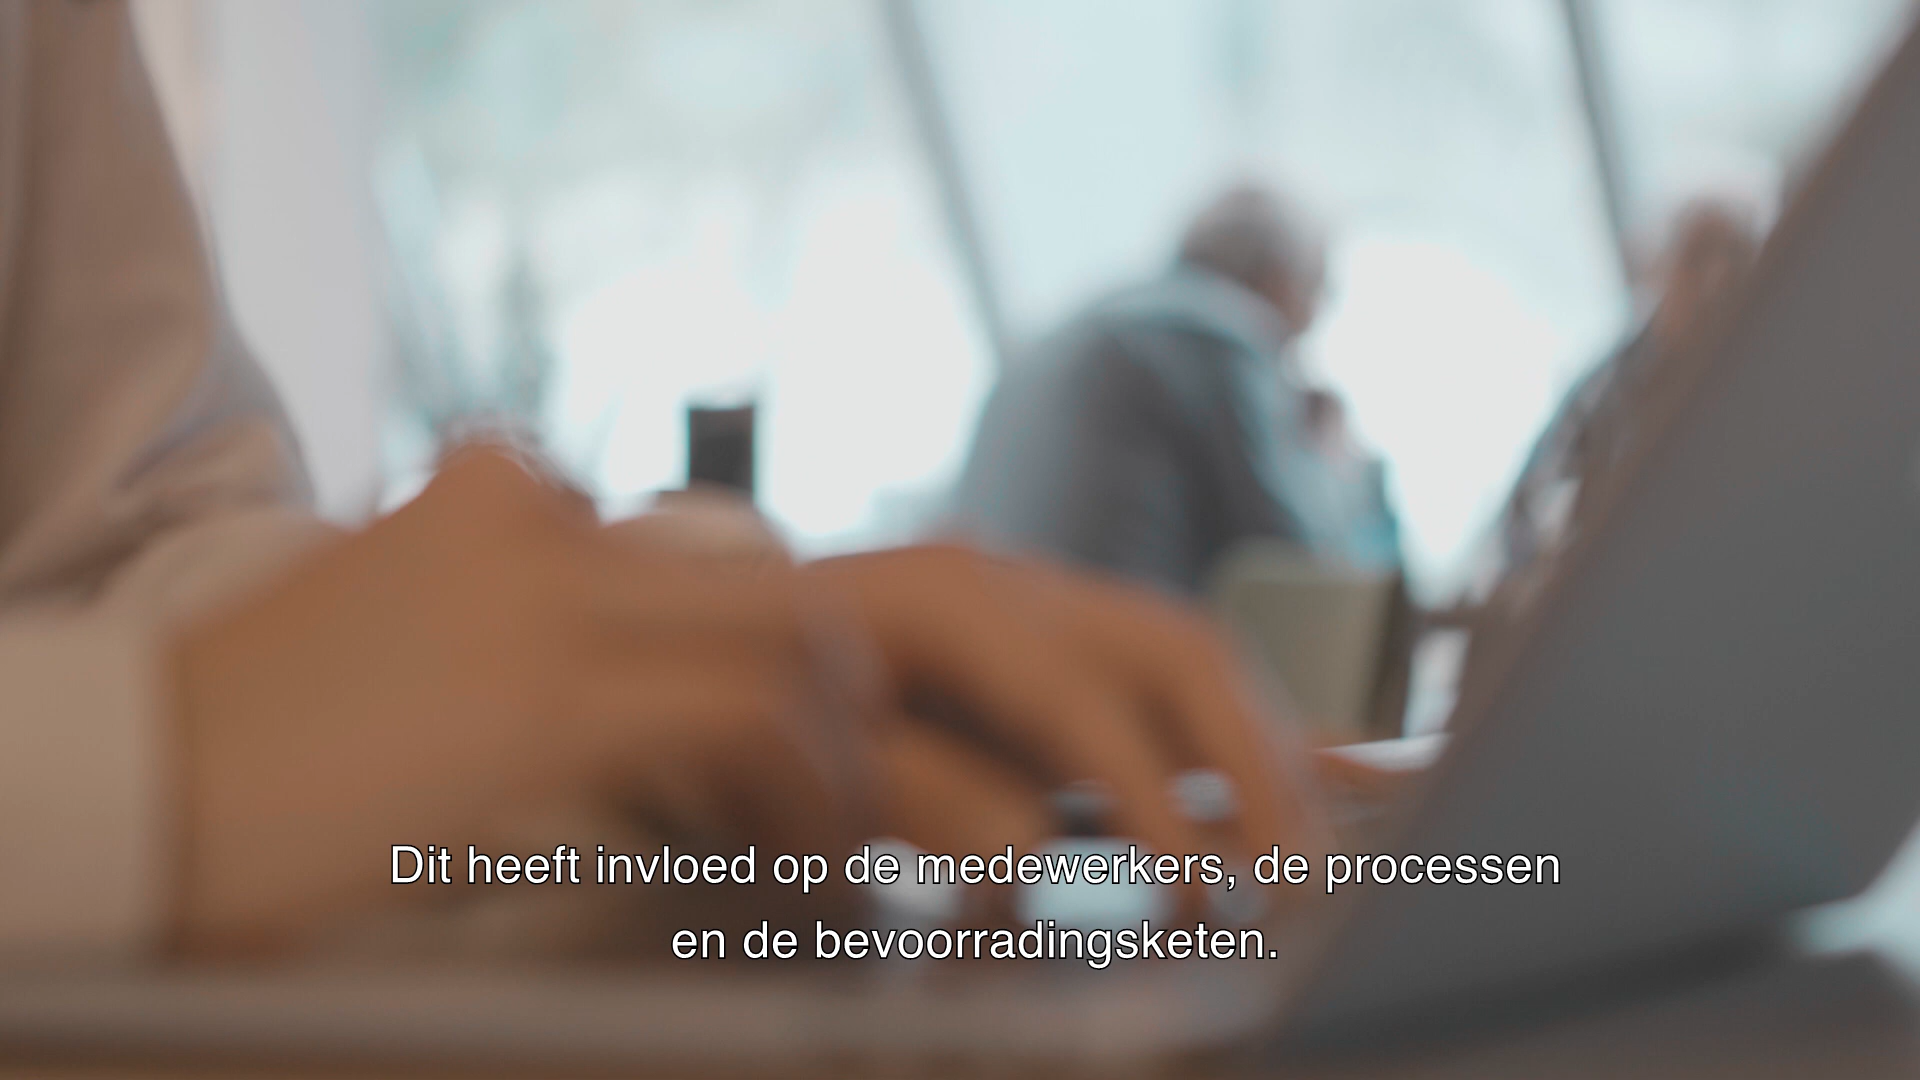 Dit heeft invloed op de medewerkers, de processen
en de bevoorradingsketen.